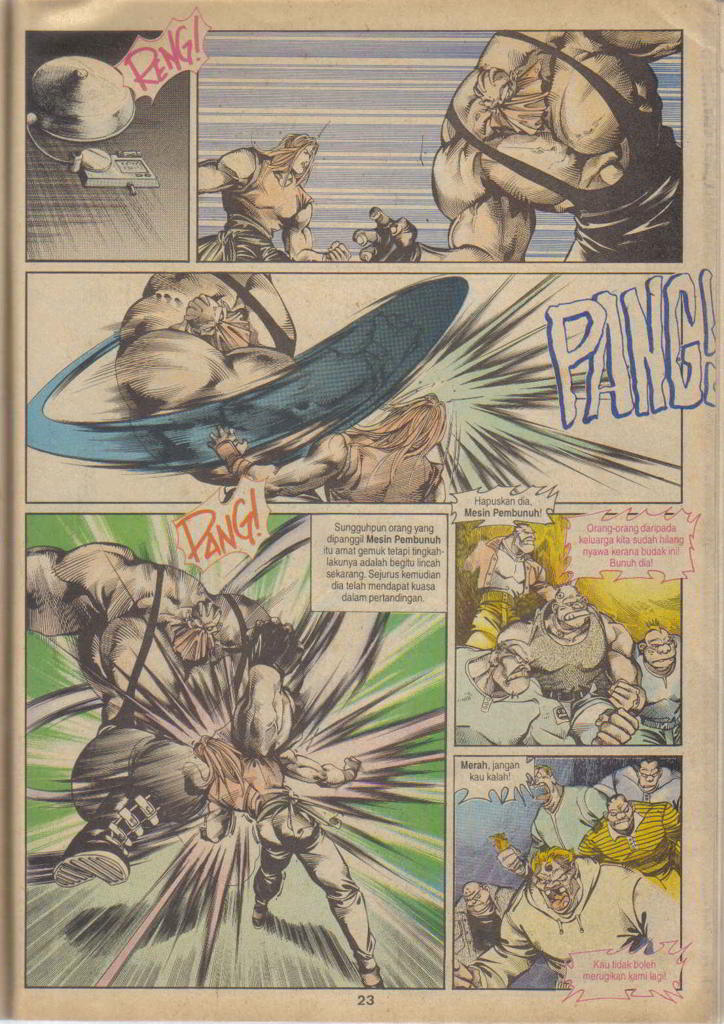 RENG!
PANG!
PANG!
Sungguhpun orang yang
dipanggil Mesin Pembunuh
itu amat gemuk tetapi tingkah-
lakunya adalah begitu lincah
sekarang. Sejurus kemudian
dia telah mendapat kuasa
dalam pertandingan.
Hapuskan dia,
Mesin Pembunuh!
Orang-orang daripada
keluarga kita sudah hilang
nyawa kerana budak ini!
Bunuh dia!
Merah, jangan
kau kalah!
Kau tidak boleh
merugikan kami lagi!
23